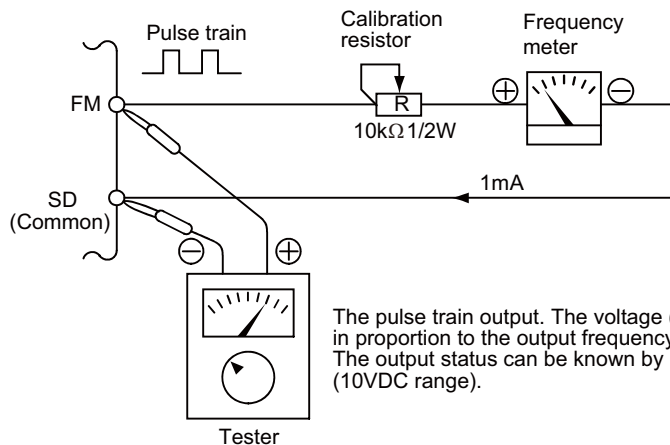 Pulse train
Calibration
resistor
Frequency
meter
FM
R
10kΩ 1/2W
SD
(Common)
1mA
The pulse train output. The voltage
in proportion to the output frequency
The output status can be known by
(10VDC range).
Tester